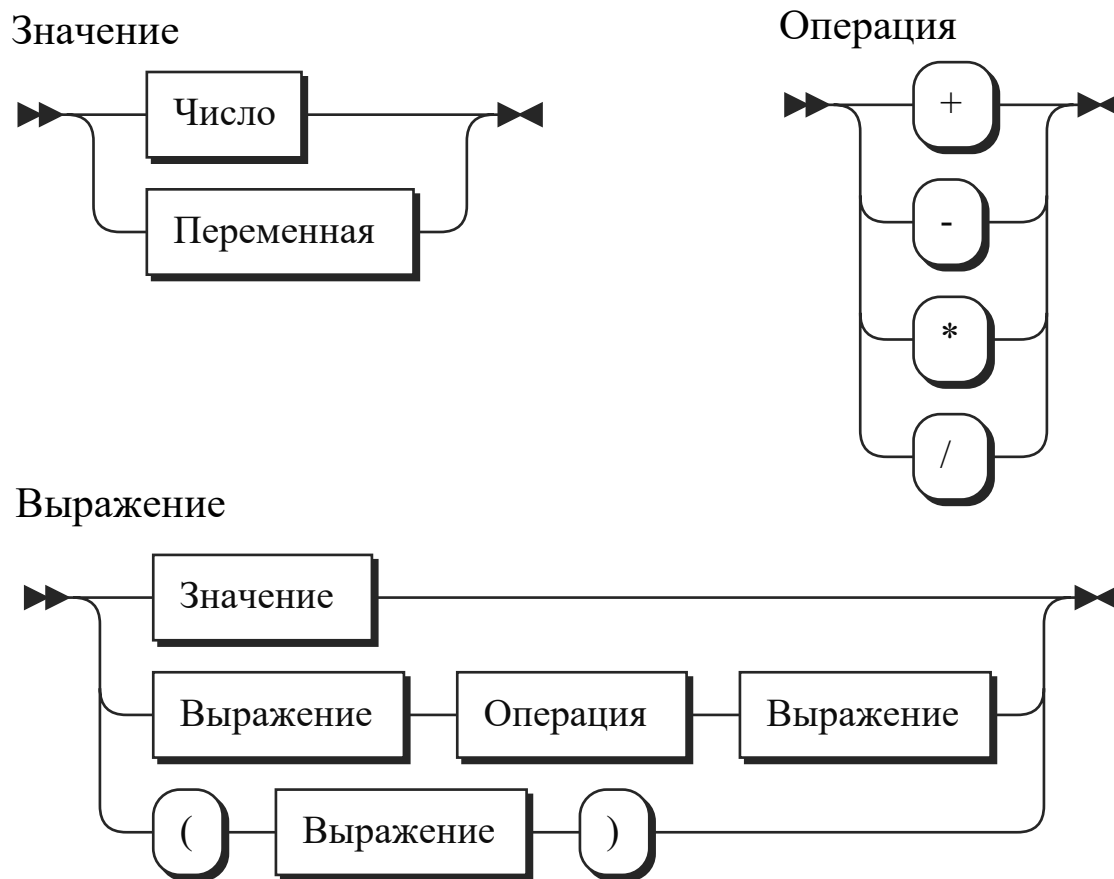 Значение
Число
Переменная
Операция
+
-
*
/
Выражение
Значение
Выражение Операция Выражение
( Выражение )